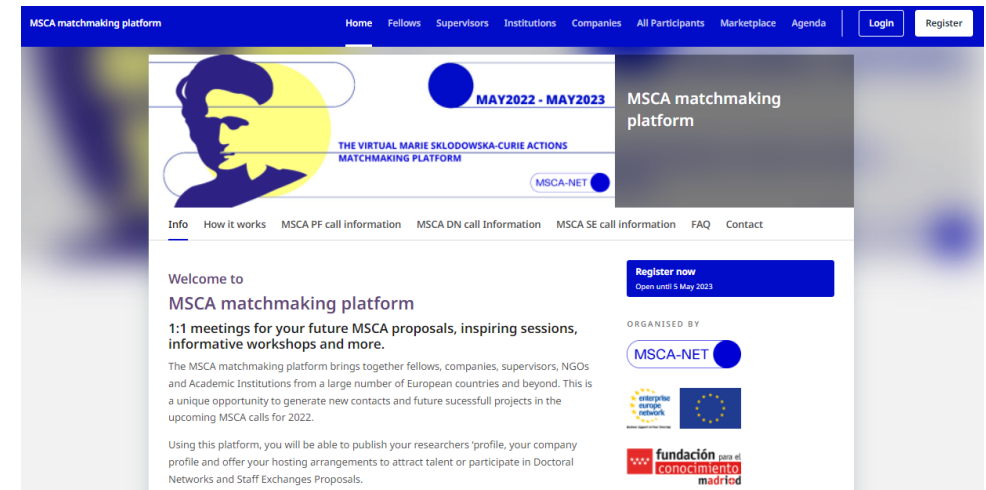 MSCA matchmaking platform
Home Fellows Supervisors Institutions Companies All Participants Marketplace Agenda Login Register
MAY2022 - MAY2023
THE VIRTUAL MARIE SKLODOWSKA-CURIE ACTIONS
MATCHMAKING PLATFORM
MSCA-NET
MSCA matchmaking
platform
Info How it works MSCA PF call information MSCA DN call Information MSCA SE call information FAQ Contact
Welcome to
MSCA matchmaking platform
1:1 meetings for your future MSCA proposals, inspiring sessions,
informative workshops and more.
The MSCA matchmaking platform brings together fellows, companies, supervisors, NGOs
and Academic Institutions from a large number of European countries and beyond. This is
a unique opportunity to generate new contacts and future sucessfull projects in the
upcoming MSCA calls for 2022.
Using this platform, you will be able to publish your researchers 'profile, your company
profile and offer your hosting arrangements to attract talent or participate in Doctoral
Networks and Staff Exchanges Proposals.
Register now
Open until 5 May 2023
ORGANISED BY
MSCA-NET
enterprise
europe
network
fundación para el
conocimiento
madri+d